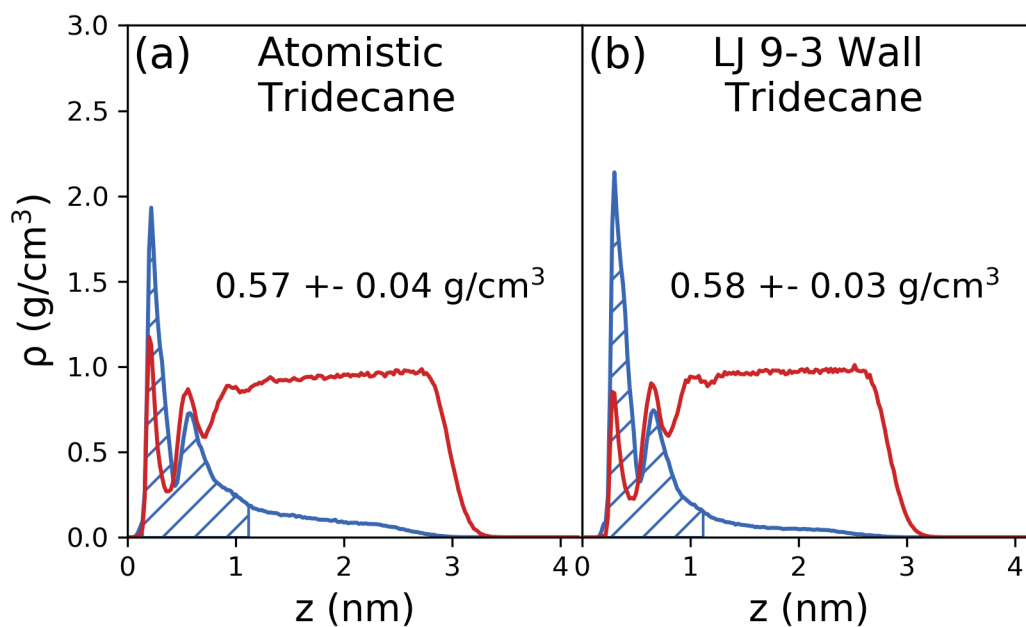 (a) Atomistic
Tridecane
(b) LJ 9-3 Wall
Tridecane
3.0
2.5
2.0
1.5
1.0
0.5
0.0
ρ (g/cm³)
0.57 +- 0.04 g/cm³
0.58 +- 0.03 g/cm³
0 1 2 3 4
0 1 2 3 4
z (nm)
z (nm)